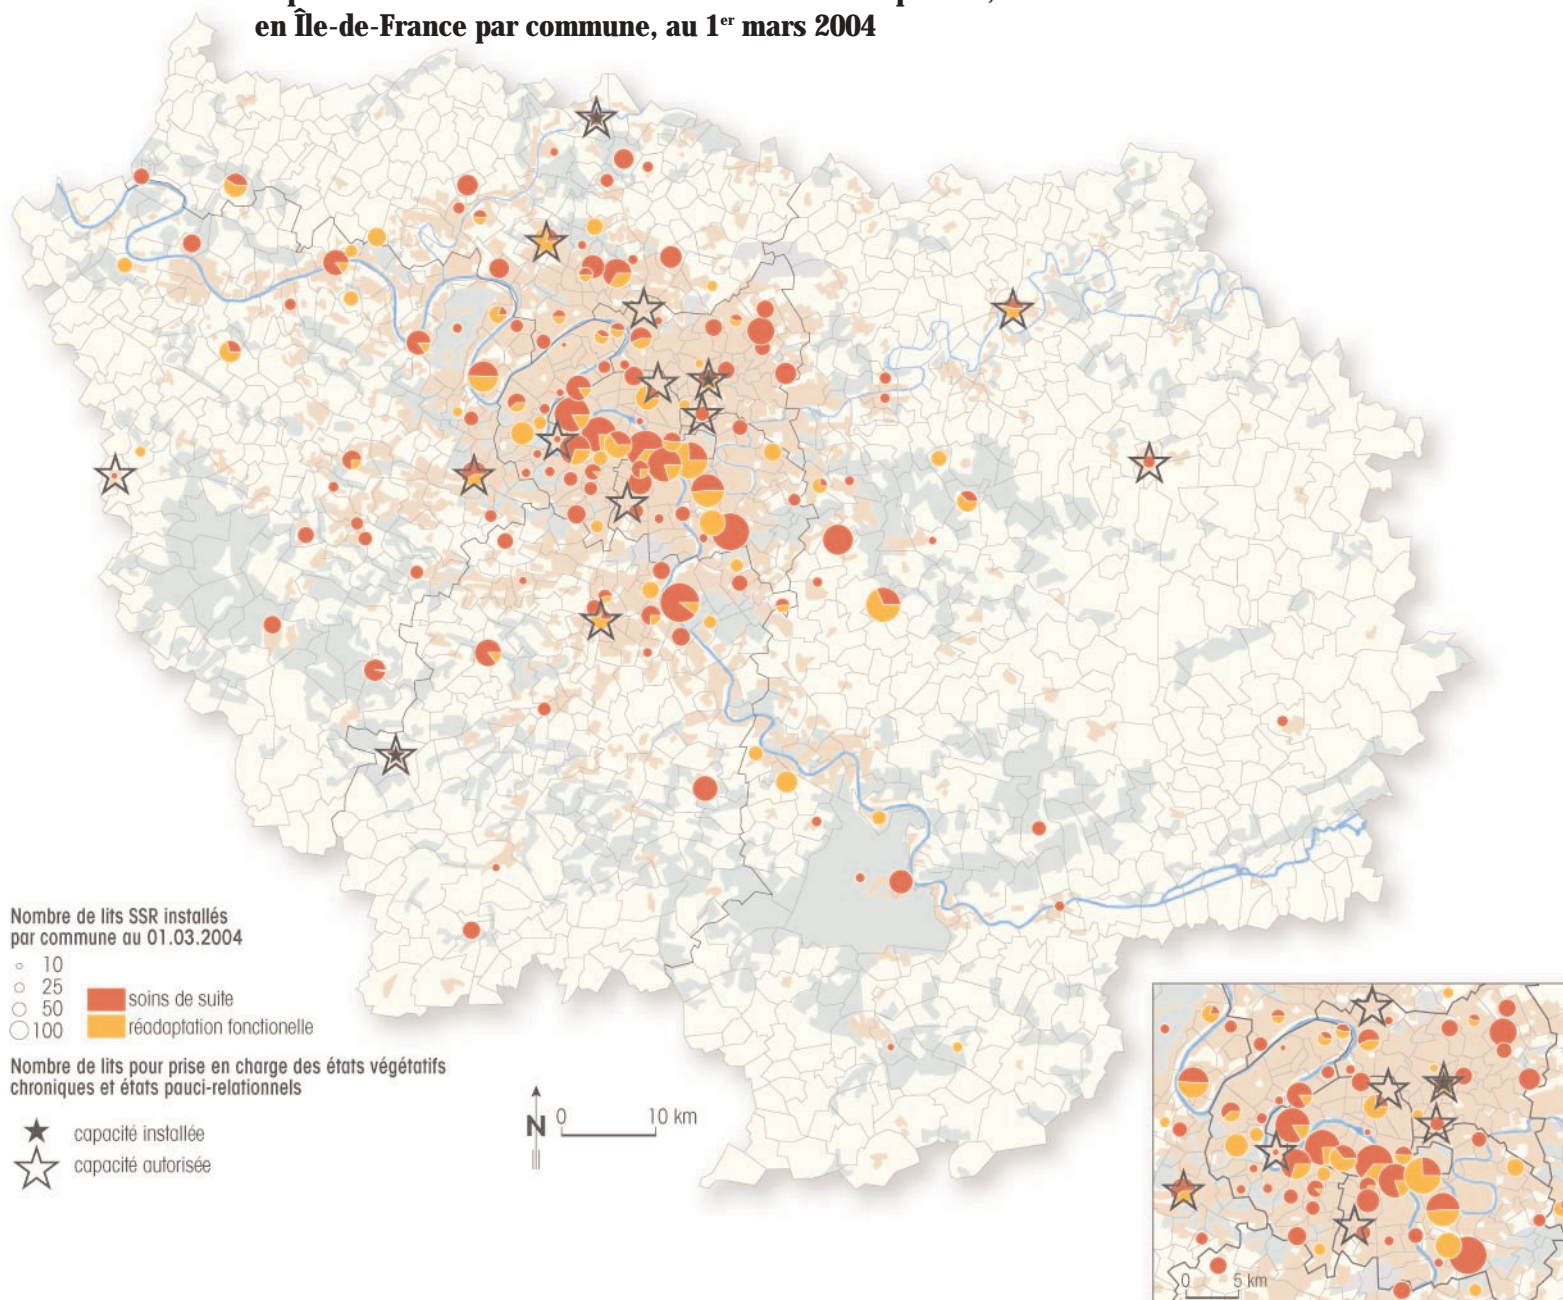 en Île-de-France par commune, au 1er mars 2004
Nombre de lits SSR installés
par commune au 01.03.2004
10
25
50
100
soins de suite
réadaptation fonctionelle
Nombre de lits pour prise en charge des états végétatifs
chroniques et états pauci-relationnels
capacité installée
capacité autorisée
N
0 10 km
0 5 km